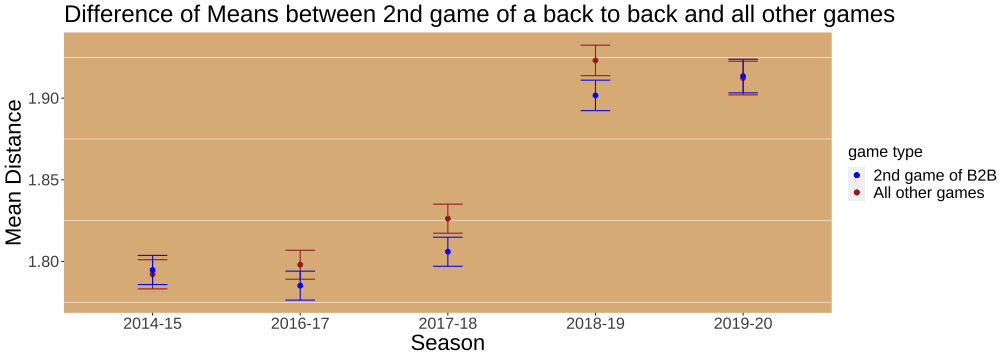 Difference of Means between 2nd game of a back to back and all other games
Mean Distance
1.90
1.85
1.80
2014-15 2016-17 2017-18 2018-19 2019-20
Season
game type
2nd game of B2B
All other games